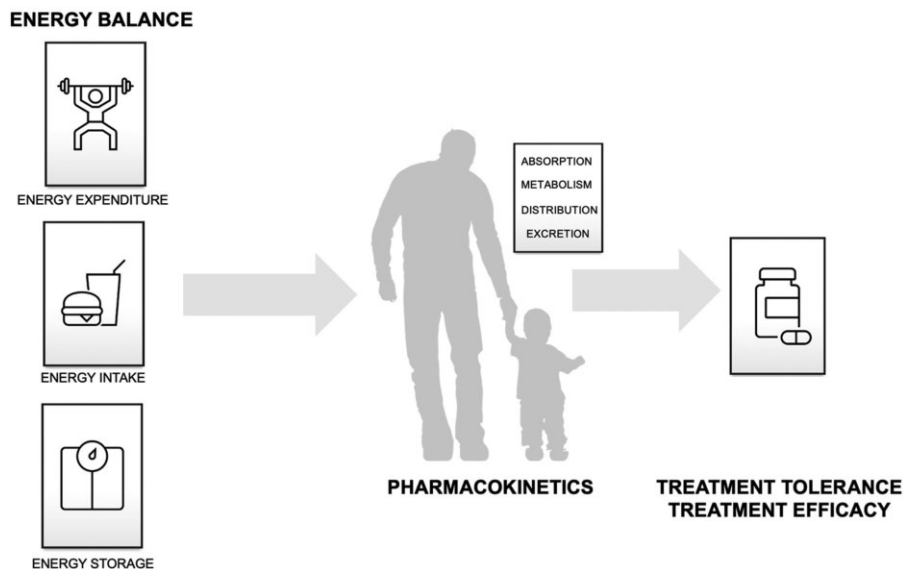 ENERGY BALANCE
ENERGY EXPENDITURE
ENERGY INTAKE
ENERGY STORAGE
ABSORPTION
METABOLISM
DISTRIBUTION
EXCRETION
PHARMACOKINETICS
TREATMENT TOLERANCE
TREATMENT EFFICACY